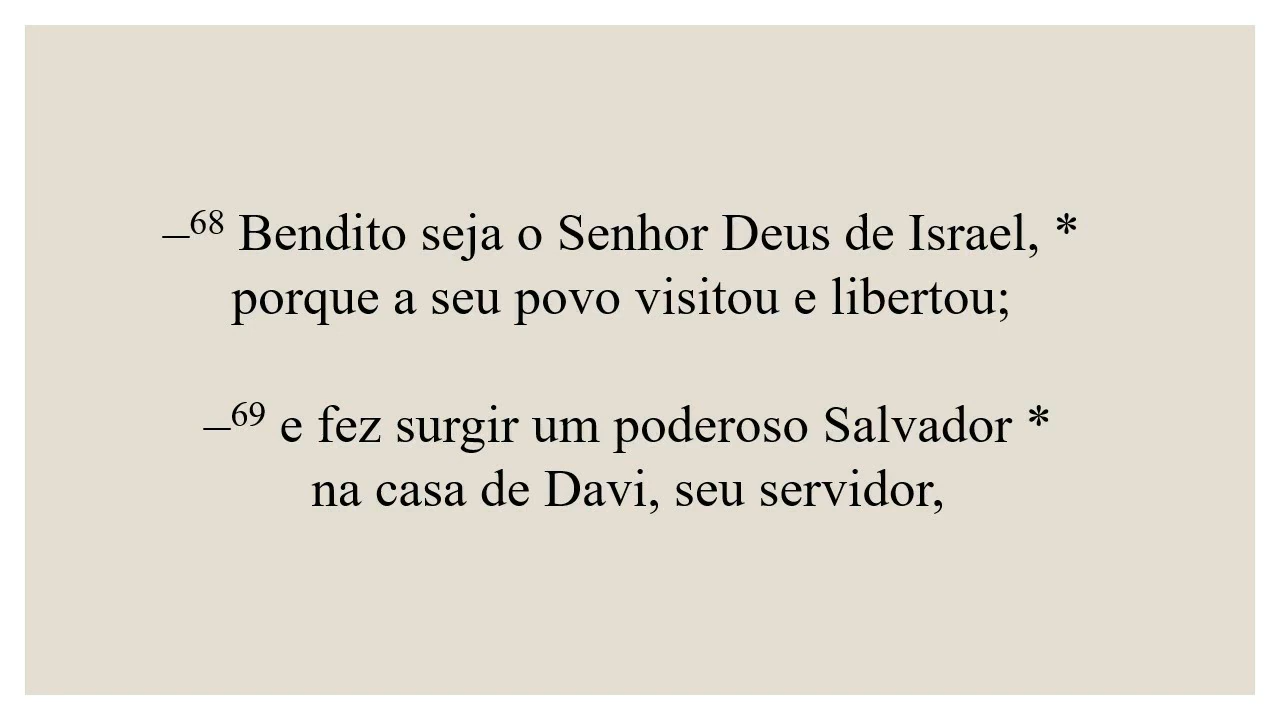 –⁶⁸ Bendito seja o Senhor Deus de Israel, *
porque a seu povo visitou e libertou;
–⁶⁹ e fez surgir um poderoso Salvador *
na casa de Davi, seu servidor,